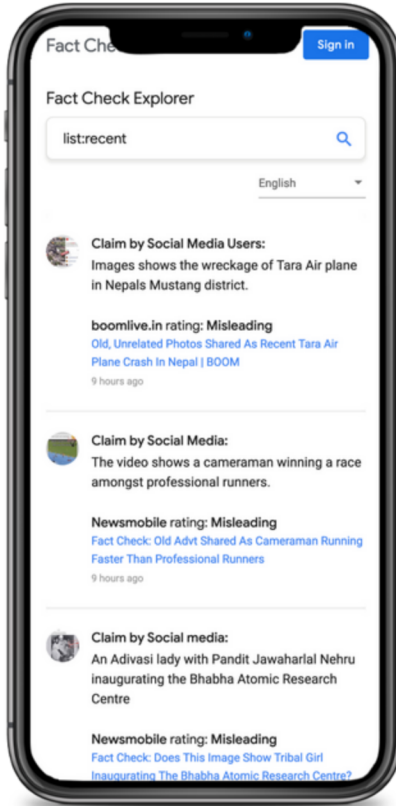 Fact Che
Sign in
Fact Check Explorer
list:recent
English
Claim by Social Media Users:
Images shows the wreckage of Tara Air plane
in Nepals Mustang district.
boomlive.in rating: Misleading
Old, Unrelated Photos Shared As Recent Tara Air
Plane Crash In Nepal | BOOM
9 hours ago
Claim by Social Media:
The video shows a cameraman winning a race
amongst professional runners.
Newsmobile rating: Misleading
Fact Check: Old Advt Shared As Cameraman Running
Faster Than Professional Runners
9 hours ago
Claim by Social media:
An Adivasi lady with Pandit Jawaharlal Nehru
inaugurating the Bhabha Atomic Research
Centre
Newsmobile rating: Misleading
Fact Check: Does This Image Show Tribal Girl
Inaugurating The Bhabha Atomic Research Centre?